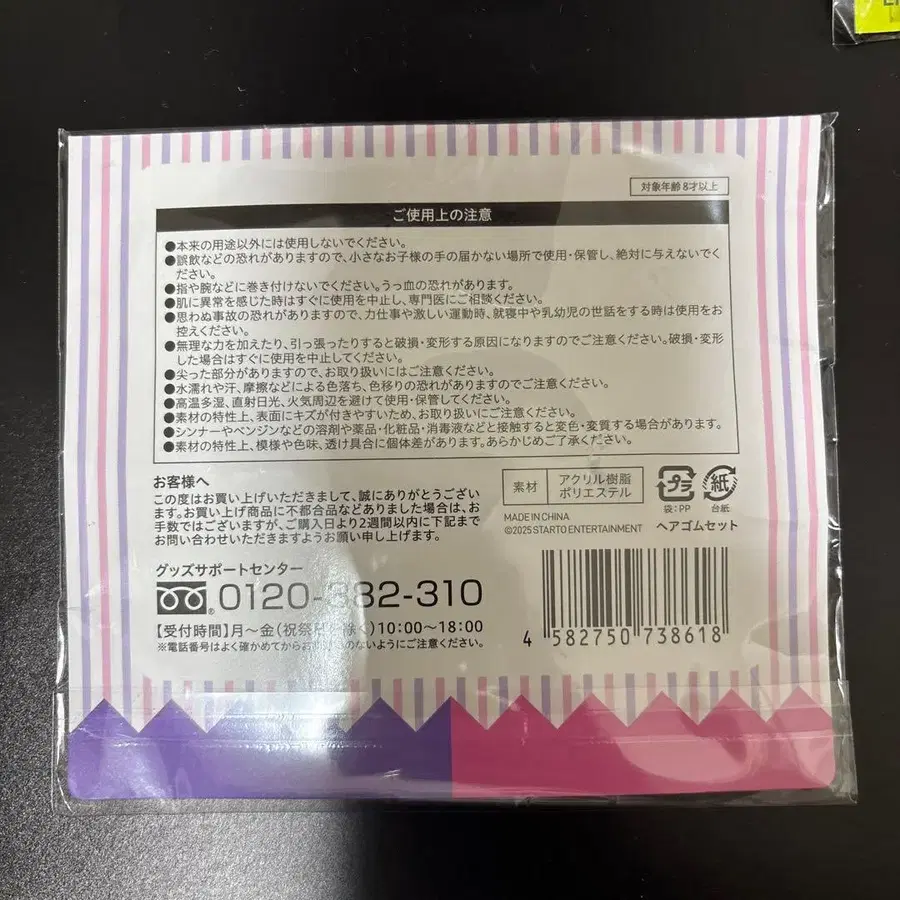 対象年齢8才以上
ご使用上の注意
●本来の用途以外には使用しないでください。
●誤飲などの恐れがありますので、小さなお子様の手の届かない場所で使用・保管し、絶対に与えないでく
ださい。
●指や腕などに巻き付けないでください。うっ血の恐れがあります。
●肌に異常を感じた時はすぐに使用を中止し、専門医にご相談ください。
●思わぬ事故の恐れがありますので、力仕事や激しい運動時、就寝中や乳幼児の世話をする時は使用をお
控えください。
●無理な力を加えたり、引っ張ったりすると破損・変形する原因になりますのでご注意ください。破損・変形
した場合はすぐに使用を中止してください。
●尖った部分がありますので、お取り扱いにはご注意ください。
●水濡れや汗、摩擦などによる色落ち、色移りの恐れがありますのでご注意ください。
●高温多湿、直射日光、火気周辺を避けて使用・保管してください。
●素材の特性上、表面にキズが付きやすいため、お取り扱いにご注意ください。
●シンナーやベンジンなどの溶剤や薬品・化粧品・消毒液などと接触すると変色・変質する場合があります。
●素材の特性上、模様や色味、透け具合に個体差があります。あらかじめご了承ください。
お客様へ
この度はお買い上げいただきまして、誠にありがとうござい
ます。お買い上げ商品に不都合品などありました場合は、お
手数ではございますが、ご購入日より2週間以内に下記まで
お問い合わせいただきますようお願い申し上げます。
グッズサポートセンター
0120-382-310
【受付時間】月～金(祝祭日を除く)10:00～18:00
※電話番号はよく確かめてからお のないようにご注意ください。
素材
アクリル樹脂
ポリエステル
プラ
袋:PP
紙
台紙
MADE IN CHINA
©2025 STARTO ENTERTAINMENT
ヘアゴムセット
4 582750 738618